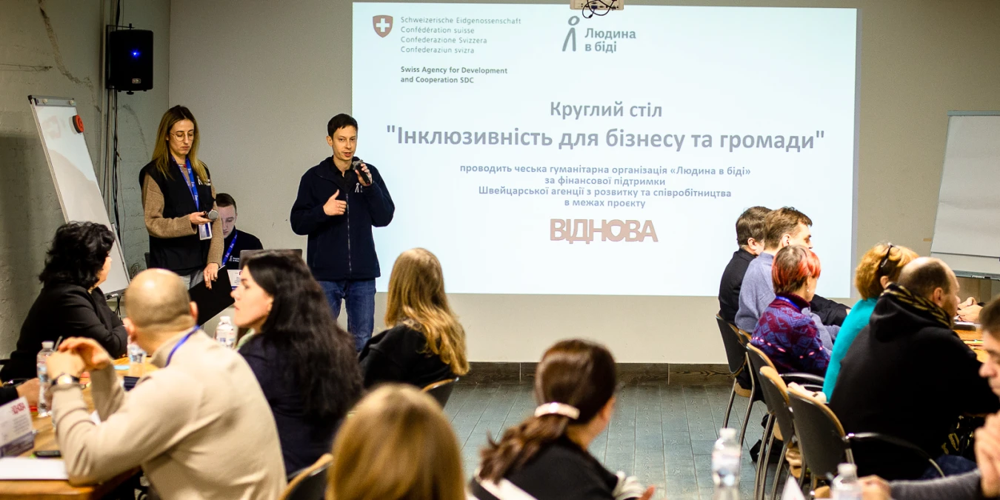 Schweizerische Eidgenossenschaft
Confédération suisse
Confederazione Svizzera
Confederaziun svizra
Swiss Agency for Development
and Cooperation SDC
Людина
в біді
Круглий стіл
"Інклюзивність для бізнесу та громади"
проводить чеська гуманітарна організація «Людина в біді»
за фінансової підтримки
Швейцарської агенції з розвитку та співробітництва
в межах проєкту
ВІДНОВА